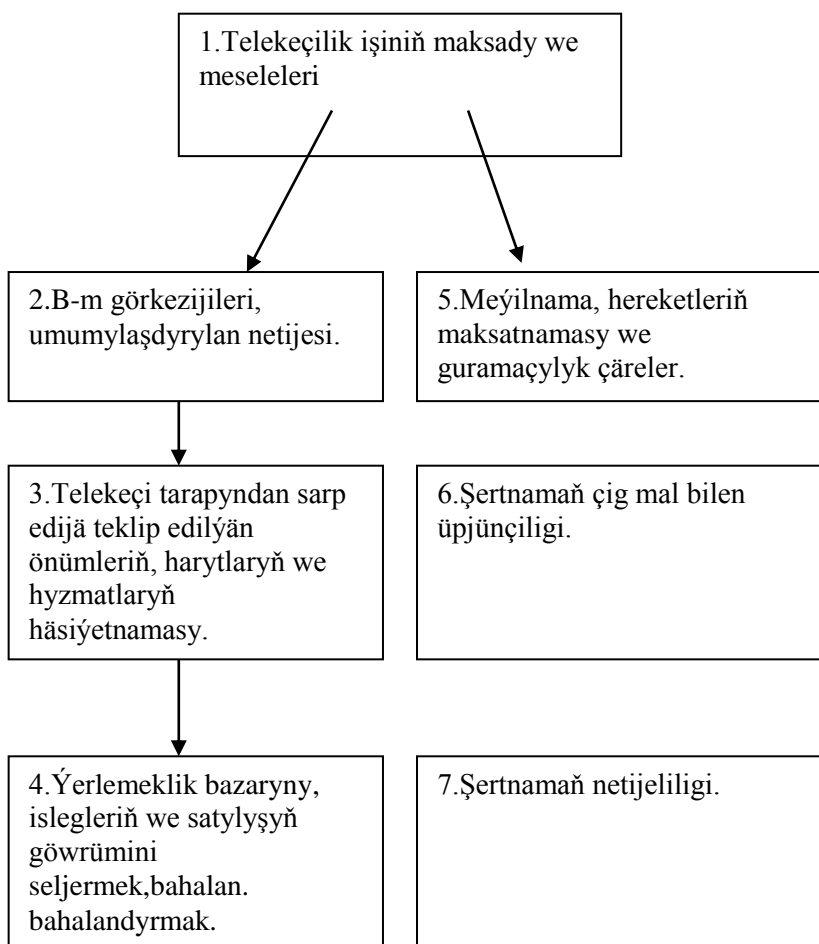 1.Telekeçilik işiniň maksady we
meseleleri
2.B-m görkezijileri,
umumylaşdyrylan netijesi.
3.Telekeçi tarapyndan sarp
edijä teklip edilýän
önümleriň, harytlaryň we
hyzmatlaryň
häsiýetnamasy.
4.Ýerlemeklik bazaryny,
islegleriň we satylyşyň
göwrümini
seljermek,bahalan.
bahalandyrmak.
5.Meýilnama, hereketleriň
maksatnamasy we
guramaçylyk çäreler.
6.Şertnamaň çig mal bilen
üpjünçiligi.
7.Şertnamaň netijeliligi.